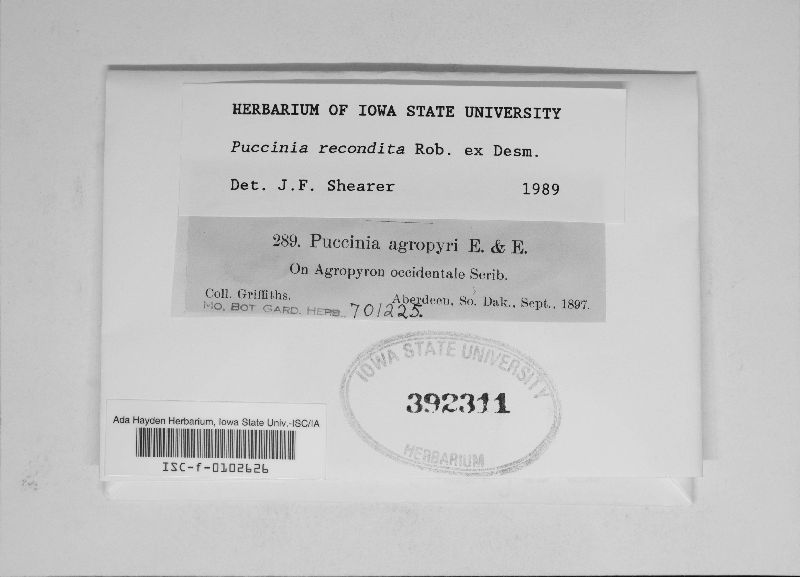 HERBARIUM OF IOWA STATE UNIVERSITY
Puccinia recondita Rob. ex Desm.
Det. J.F. Shearer 1989
289. Puccinia agropyri E. & E.
On Agropyron occidentale Scrib.
Coll. Griffiths. Aberdeen, So. Dak., Sept., 1897.
MO. BOT GARD. HERB. 701225.
IOWA STATE UNIVERSITY
392311
HERBARIUM
Ada Hayden Herbarium, Iowa State Univ.-ISC/IA
ISC-f-0102626